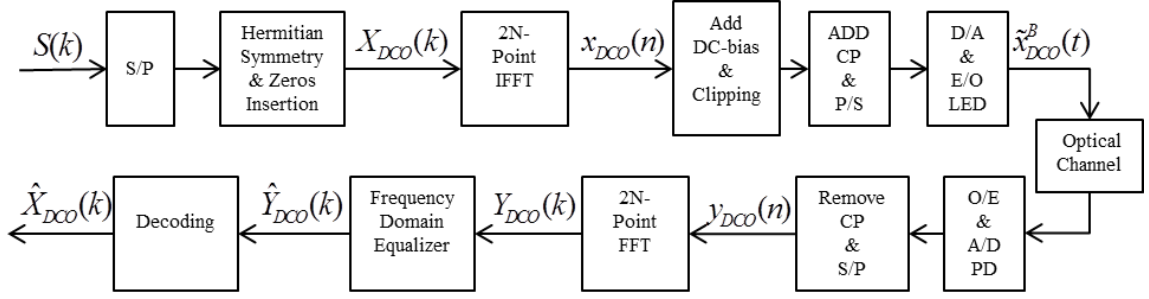 S(k)
S/P
Hermitian
Symmetry
& Zeros
Insertion
X_DCO(k)
2N-
Point
IFFT
x_DCO(n)
Add
DC-bias
&
Clipping
ADD
CP
&
P/S
D/A
&
E/O
LED
x̃^B_DCO(t)
Optical
Channel
X̂_DCO(k)
Decoding
Ŷ_DCO(k)
Frequency
Domain
Equalizer
Y_DCO(k)
2N-
Point
FFT
y_DCO(n)
Remove
CP
&
S/P
O/E
&
A/D
PD